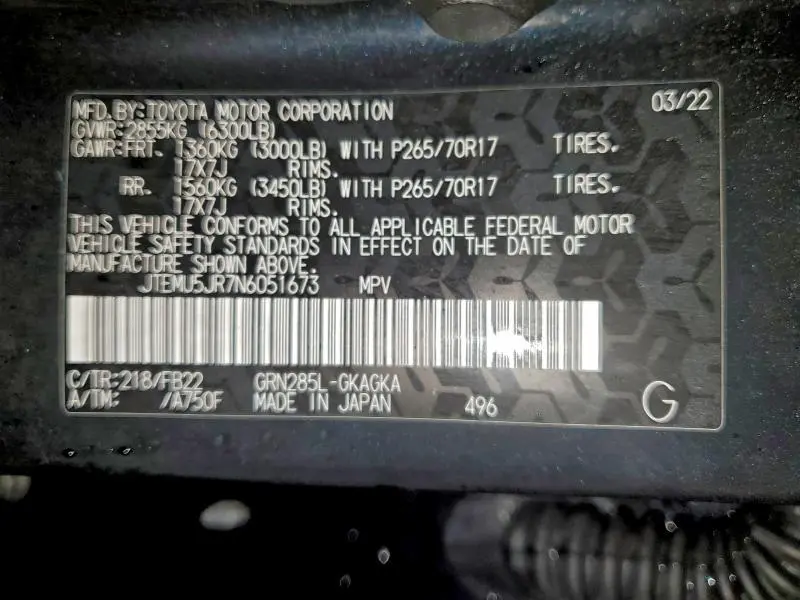 MFD.BY:TOYOTA MOTOR CORPORATION 03/22
GVWR:2855KG (6300LB)
GAWR:FRT. 1360KG (3000LB) WITH P265/70R17 TIRES.
17X7J RIMS.
RR. 1560KG (3450LB) WITH P265/70R17 TIRES.
17X7J RIMS.
THIS VEHICLE CONFORMS TO ALL APPLICABLE FEDERAL MOTOR
VEHICLE SAFETY STANDARDS IN EFFECT ON THE DATE OF
MANUFACTURE SHOWN ABOVE.
JTEMU5JR7N6051673 MPV
C/TR:218/FB22 GRN285L-GKAGKA
A/TM: /A750F MADE IN JAPAN 496 G